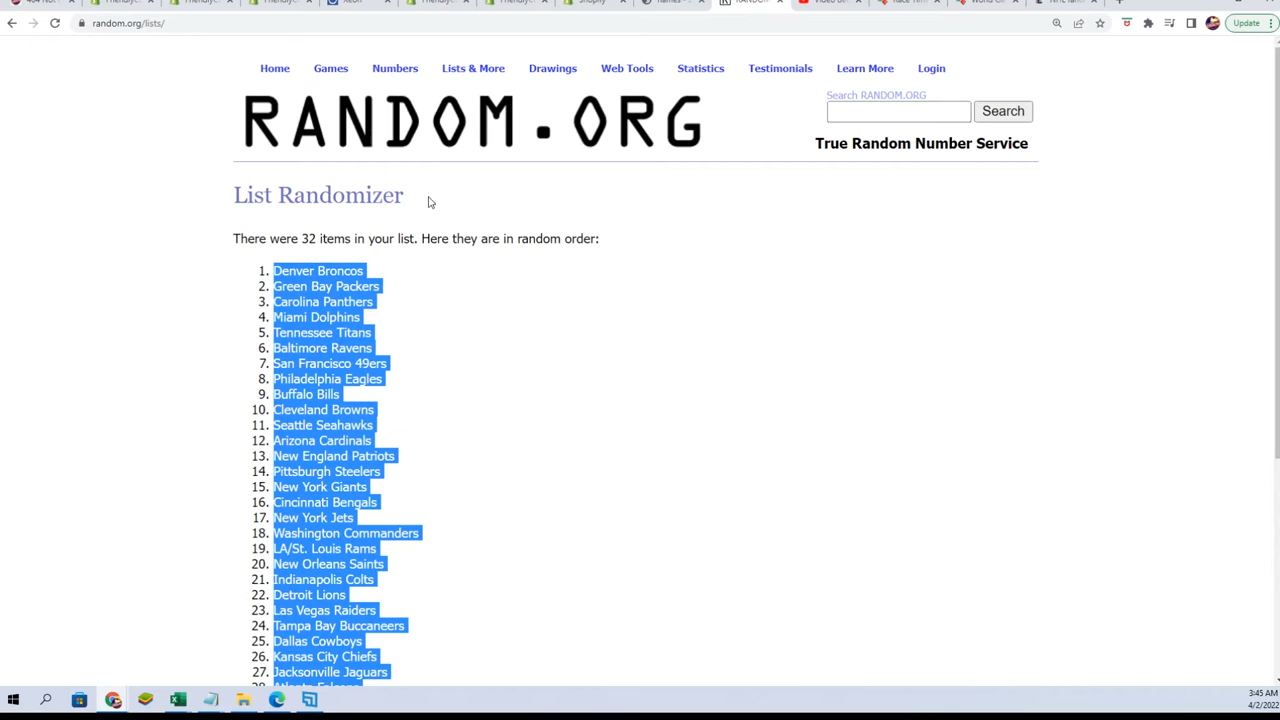 random.org/lists/
Update
Home Games Numbers Lists & More Drawings Web Tools Statistics Testimonials Learn More Login
RANDOM.ORG
Search RANDOM.ORG
Search
True Random Number Service
List Randomizer
There were 32 items in your list. Here they are in random order:
1. Denver Broncos
2. Green Bay Packers
3. Carolina Panthers
4. Miami Dolphins
5. Tennessee Titans
6. Baltimore Ravens
7. San Francisco 49ers
8. Philadelphia Eagles
9. Buffalo Bills
10. Cleveland Browns
11. Seattle Seahawks
12. Arizona Cardinals
13. New England Patriots
14. Pittsburgh Steelers
15. New York Giants
16. Cincinnati Bengals
17. New York Jets
18. Washington Commanders
19. LA/St. Louis Rams
20. New Orleans Saints
21. Indianapolis Colts
22. Detroit Lions
23. Las Vegas Raiders
24. Tampa Bay Buccaneers
25. Dallas Cowboys
26. Kansas City Chiefs
27. Jacksonville Jaguars
3:45 AM
4/2/2022